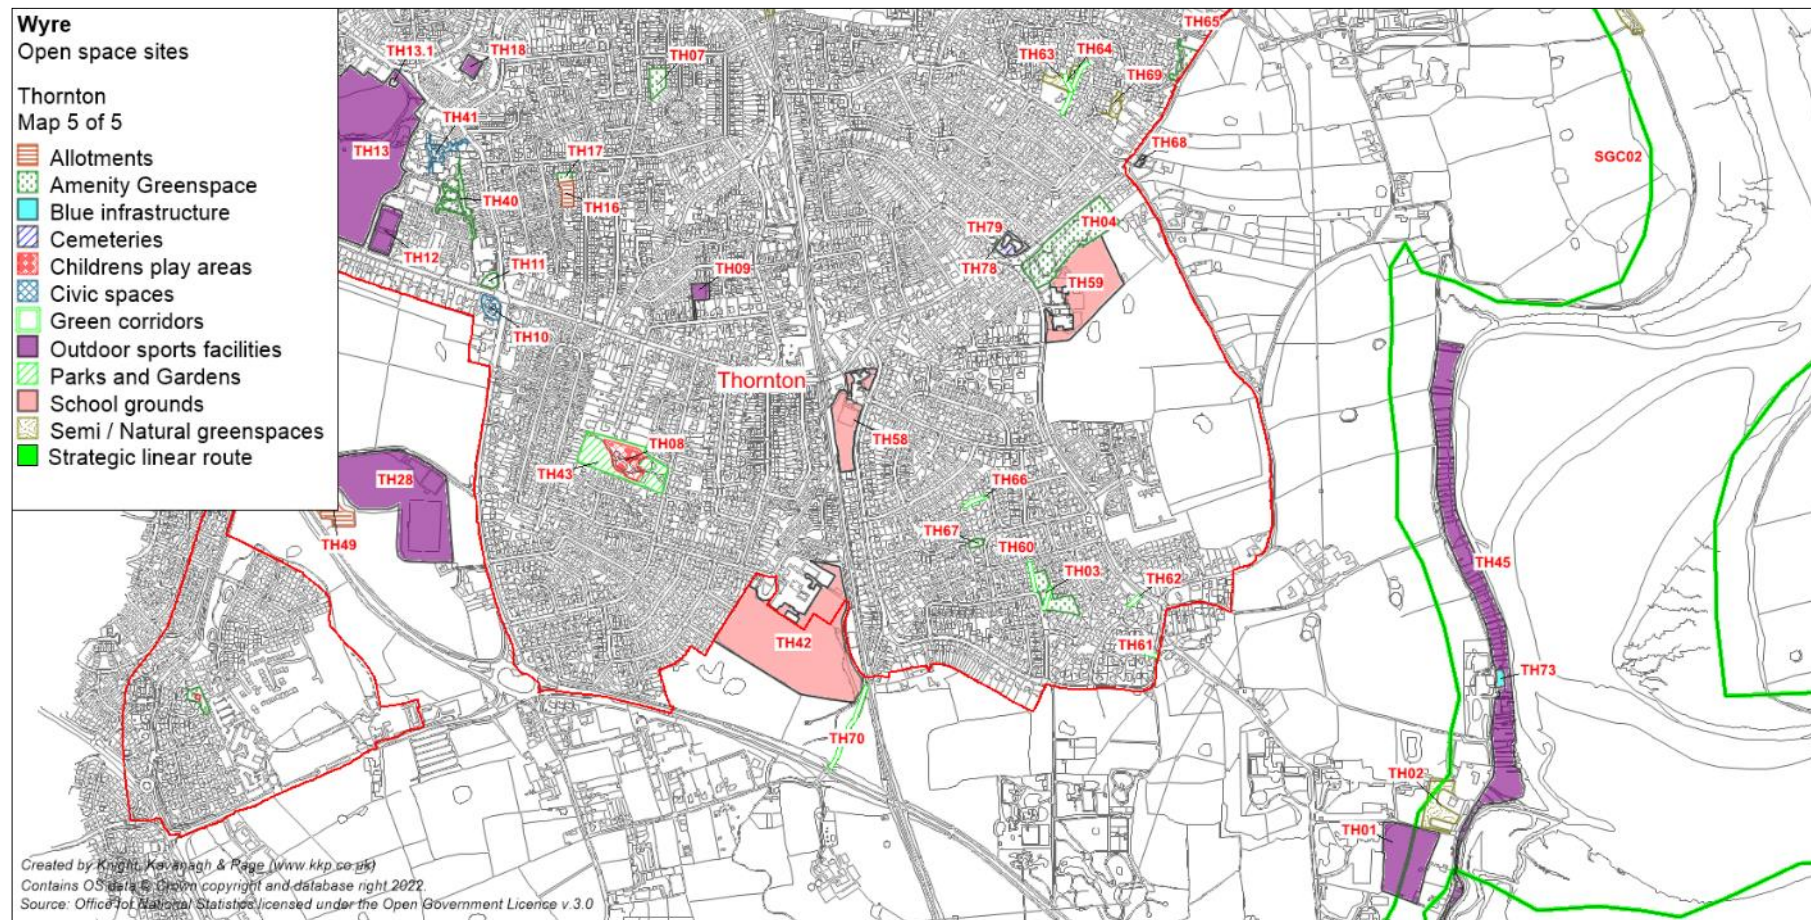 Wyre
Open space sites
Thornton
Map 5 of 5
Allotments
Amenity Greenspace
Blue infrastructure
Cemeteries
Childrens play areas
Civic spaces
Green corridors
Outdoor sports facilities
Parks and Gardens
School grounds
Semi / Natural greenspaces
Strategic linear route
TH65
TH13.1
TH18
TH07
TH63
TH64
TH69
TH41
TH13
TH17
TH68
SGC02
TH40
TH16
TH04
TH79
TH12
TH11
TH09
TH78
TH59
TH10
Thornton
TH08
TH58
TH43
TH28
TH66
TH67
TH60
TH49
TH03
TH62
TH45
TH42
TH61
TH73
TH70
TH02
TH01
Created by Knight, Kavanagh & Page (www.kkp.co.uk)
Contains OS data © Crown copyright and database right 2022.
Source: Office for National Statistics licensed under the Open Government Licence v.3.0